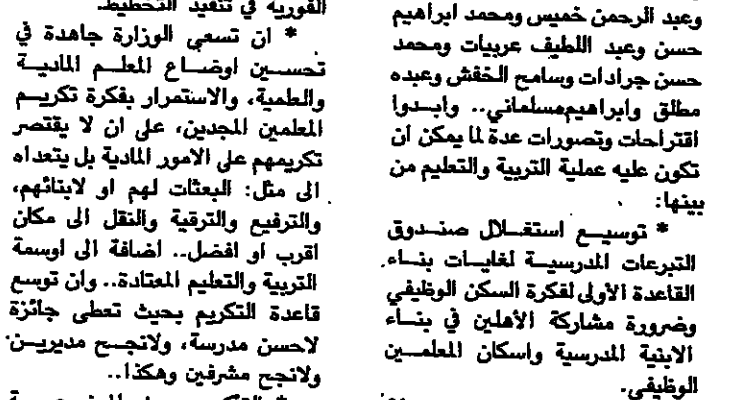 وعبد الرحمن خميس ومحمد ابراهيم
حسن وعبد اللطيف عربيات ومحمد
حسن جرادات وسامح الخفش وعبده
مطلق وابراهيم مسلماني.. وابدوا
اقتراحات وتصورات عدة لما يمكن ان
تكون عليه عملية التربية والتعليم من
بينها:
* توسيع استغلال صندوق
التبرعات المدرسية لغايات بناء
القاعدة الأولى لفكرة السكن الوظيفي
وضرورة مشاركة الأهلين في بناء
الابنية المدرسية واسكان المعلمين
الوظيفي.
الفورية في تنفيذ التخطيط.
* ان تسعى الوزارة جاهدة في
تحسين اوضاع المعلم المادية
والعلمية، والاستمرار بفكرة تكريم
المعلمين المجدين، على ان لا يقتصر
تكريمهم على الامور المادية بل يتعداه
الى مثل: البعثات لهم او لابنائهم،
والترفيع والترقية والنقل الى مكان
اقرب او افضل.. اضافة الى اوسمة
التربية والتعليم المعتادة.. وان توسع
قاعدة التكريم بحيث تعطى جائزة
لاحسن مدرسة، ولانجح مديرين
ولانجح مشرفين وهكذا..